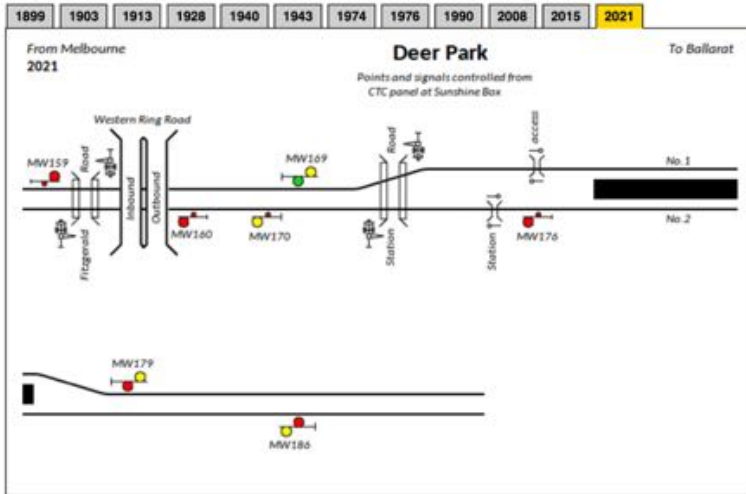 1899 1903 1913 1928 1940 1943 1974 1976 1990 2008 2015 2021
From Melbourne
2021
Deer Park
To Ballarat
Points and signals controlled from
CTC panel at Sunshine Box
Western Ring Road
MW159
Road
Fitzgerald
Inbound
Outbound
MW160
MW169
MW170
Road
Station
access
Station
MW176
No.1
No.2
MW179
MW186